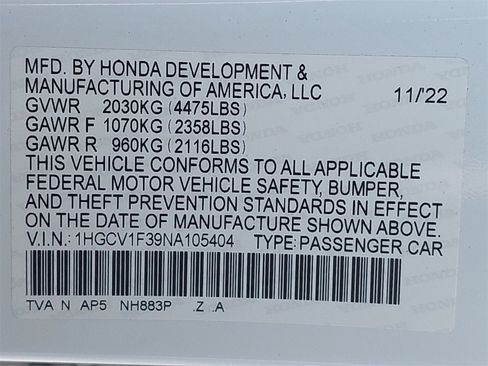 MFD. BY HONDA DEVELOPMENT &
MANUFACTURING OF AMERICA, LLC 11/'22
GVWR 2030KG (4475LBS)
GAWR F 1070KG (2358LBS)
GAWR R 960KG (2116LBS)
THIS VEHICLE CONFORMS TO ALL APPLICABLE
FEDERAL MOTOR VEHICLE SAFETY, BUMPER,
AND THEFT PREVENTION STANDARDS IN EFFECT
ON THE DATE OF MANUFACTURE SHOWN ABOVE.
V.I.N.: 1HGCV1F39NA105404 TYPE: PASSENGER CAR
TVA N AP5 NH883P .Z .A